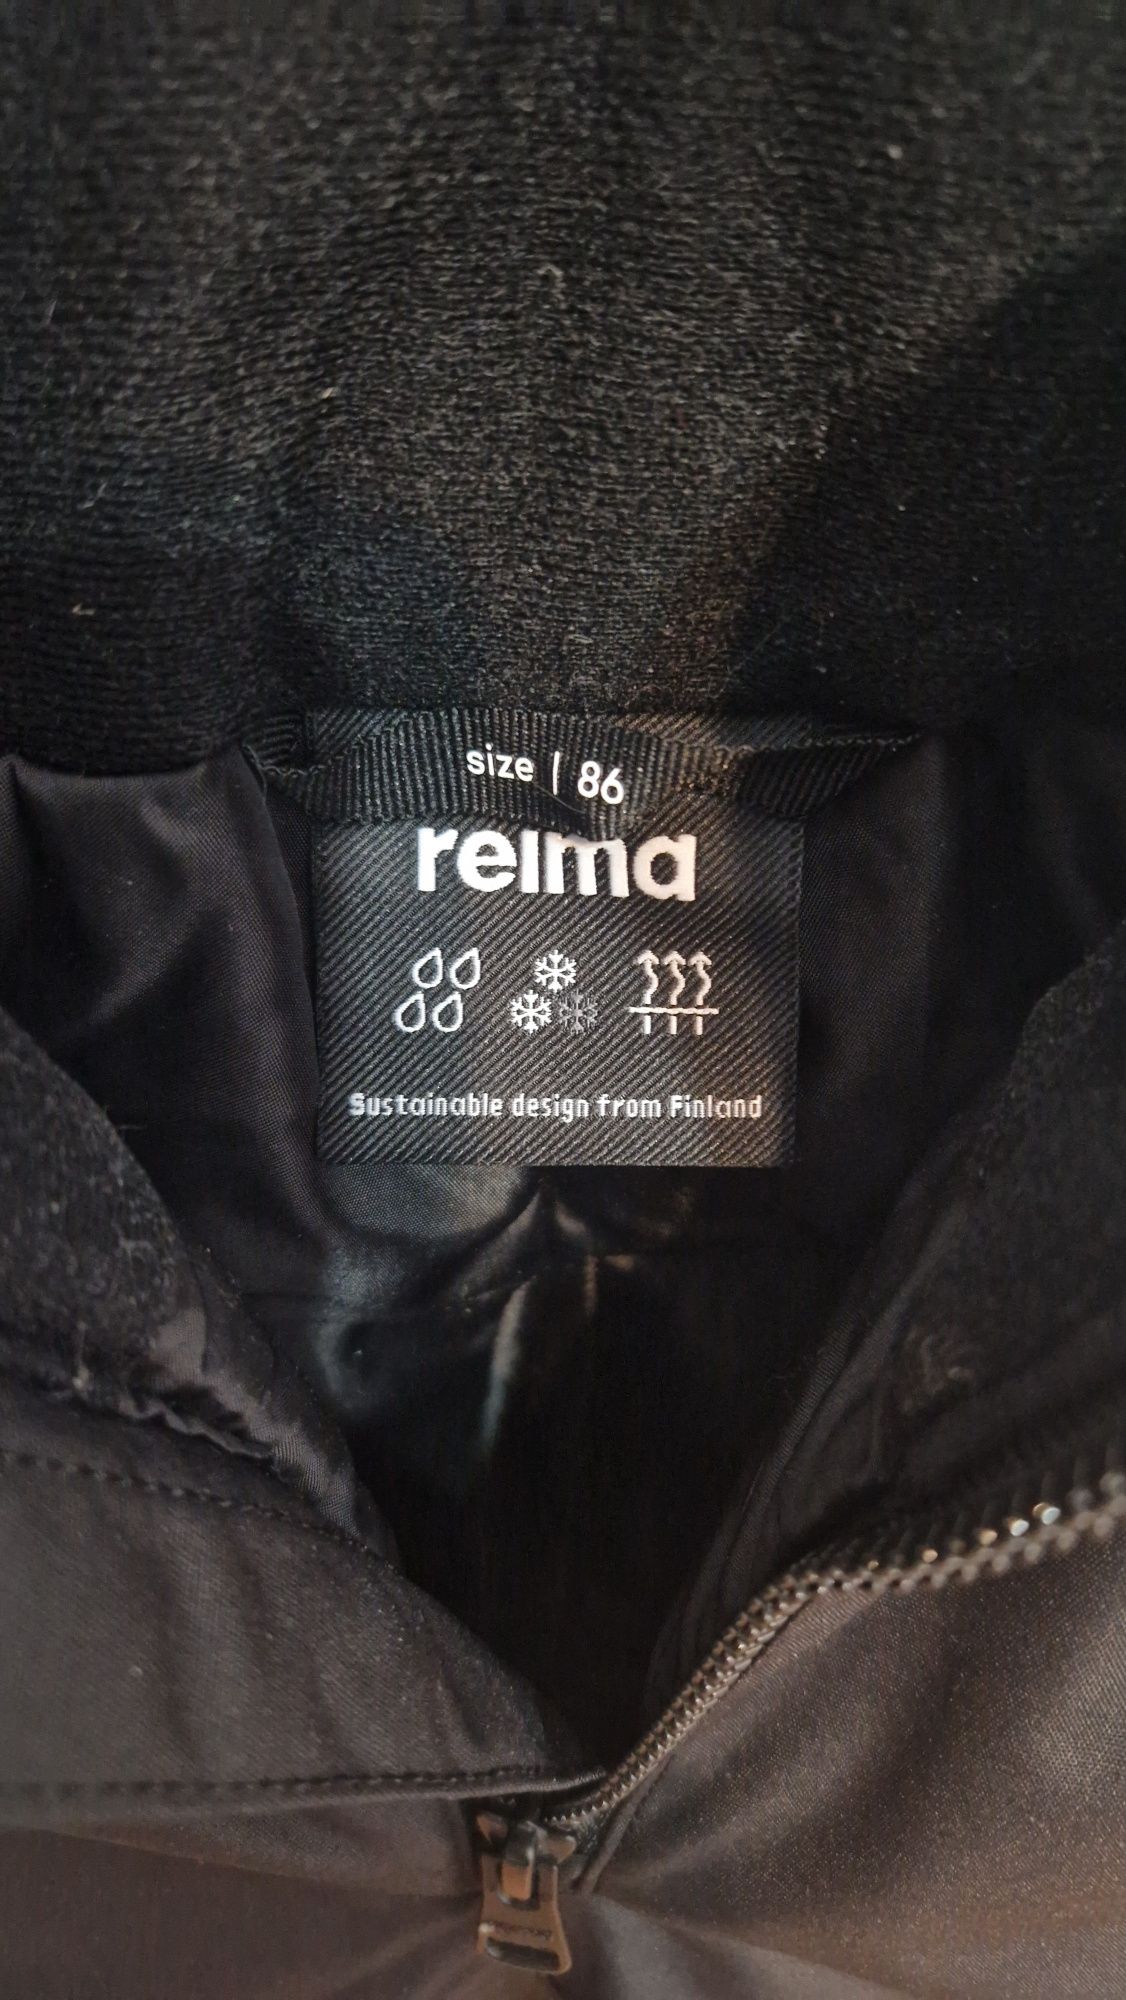 size | 86
reima
Sustainable design from Finland